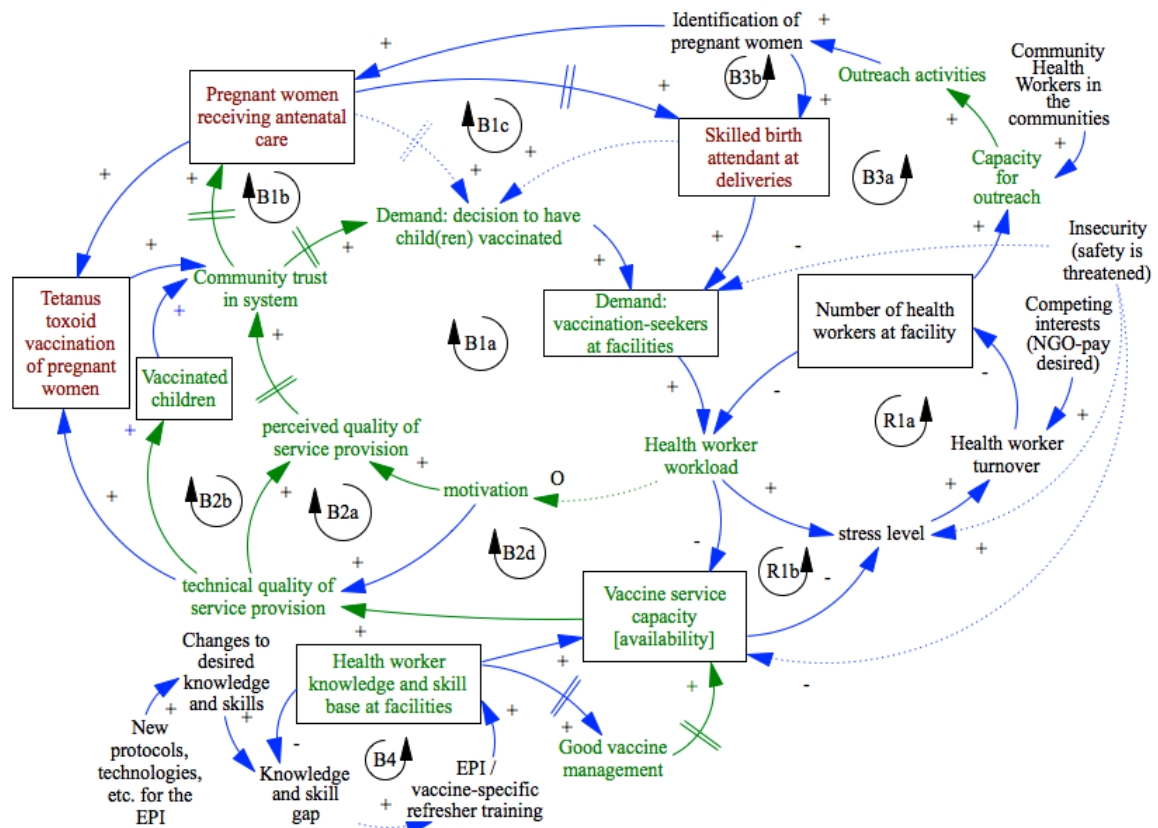 Identification of
pregnant women
+
+
+
B3b
Outreach activities
Community
Health
Workers in
the
communities
Pregnant women
receiving antenatal
care
+
+
B1c
+
+
+
Skilled birth
attendant at
deliveries
B3a
Capacity
for
outreach
+
+
+
B1b
+
+
Demand: decision to have
child(ren) vaccinated
+
+
+
-
+
Insecurity
(safety is
threatened)
Community trust
in system
+
Tetanus
toxoid
vaccination
of pregnant
women
+
+
Demand:
vaccination-seekers
at facilities
Number of health
workers at facility
Competing
interests
(NGO-pay
desired)
B1a
Vaccinated
children
+
-
-
R1a
+
+
perceived quality of
service provision
Health worker
workload
Health worker
turnover
+
+
B2b
+
B2a
motivation
O
+
+
stress level
B2d
-
+
+
R1b
-
technical quality of
service provision
Vaccine service
capacity
[availability]
+
Changes to
desired
knowledge
and skills
Health worker
knowledge and skill
base at facilities
+
+
-
+
+
-
+
+
New
protocols,
technologies,
etc. for the
EPI
B4
Good vaccine
management
Knowledge
and skill
gap
EPI /
vaccine-specific
refresher training
+